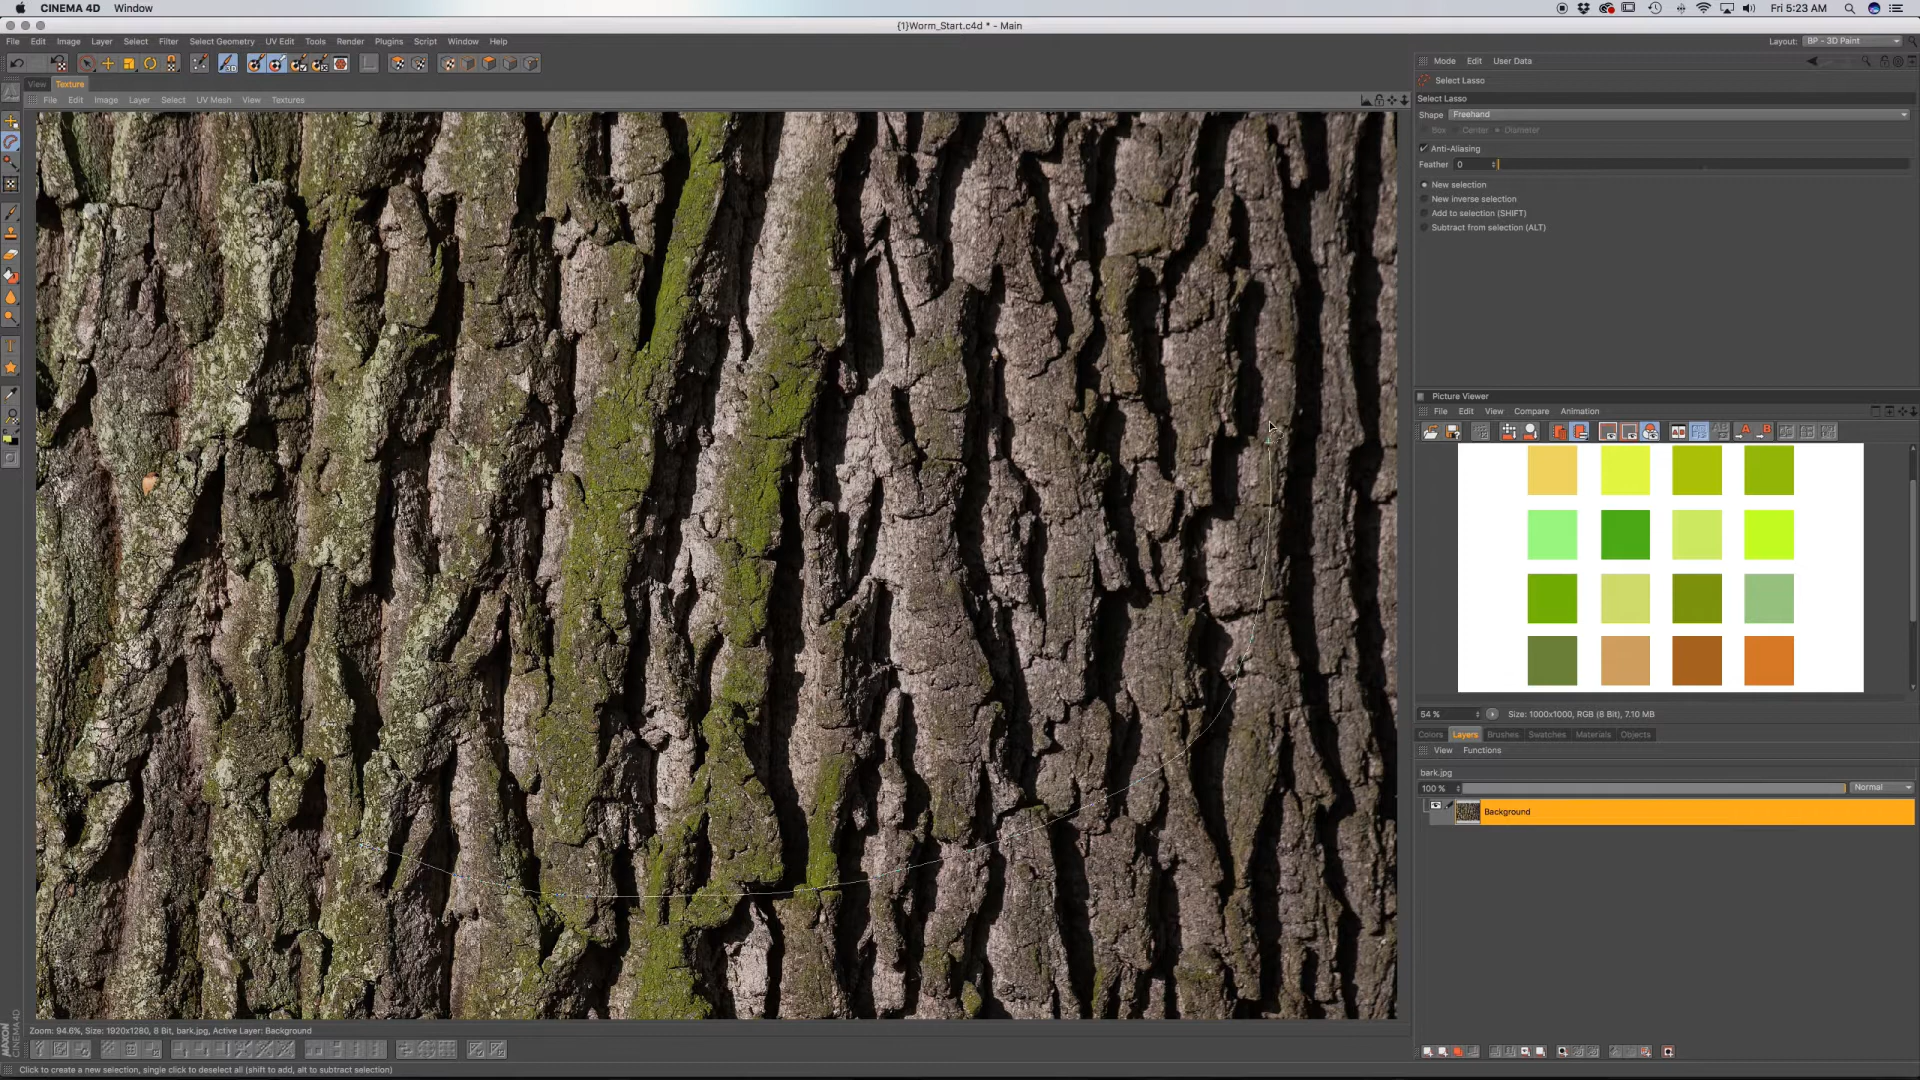 CINEMA 4D Window
Fri 5:23 AM
{1}Worm_Start.c4d * - Main
File Edit Image Layer Select Filter Select Geometry UV Edit Tools Render Plugins Script Window Help
Layout: BP - 3D Paint
View Texture
File Edit Image Layer Select UV Mesh View Textures
Mode Edit User Data
Select Lasso
Select Lasso
Shape Freehand
Box Center Diameter
Anti-Aliasing
Feather 0
New selection
New inverse selection
Add to selection (SHIFT)
Subtract from selection (ALT)
Picture Viewer
File Edit View Compare Animation
54 % Size: 1000x1000, RGB (8 Bit), 7.10 MB
Colors Layers Brushes Swatches Materials Objects
View Functions
bark.jpg
100 % Normal
Background
Zoom: 94.6%, Size: 1920x1280, 8 Bit, bark.jpg, Active Layer: Background
MAXON
CINEMA 4D
Click to create a new selection, single click to deselect all (shift to add, alt to subtract selection)